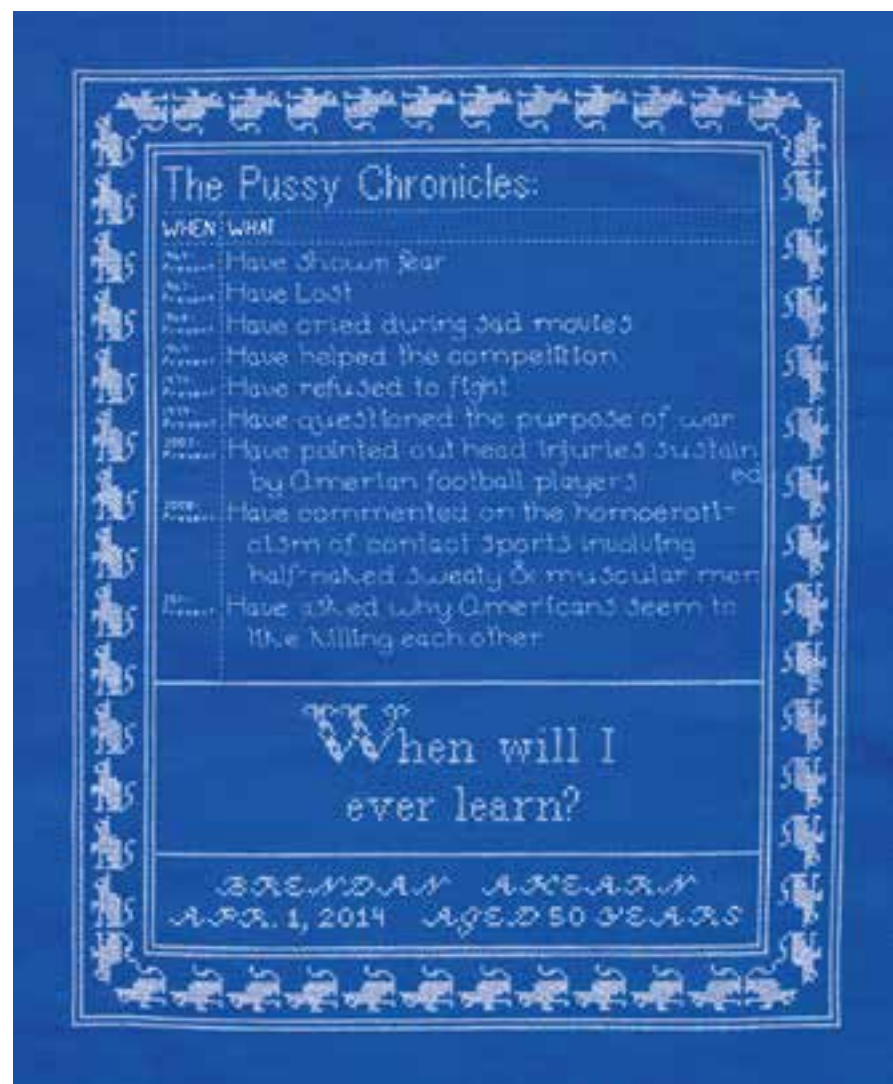 The Pussy Chronicles:
WHEN WHAT
Have shown fear
Have Lost
Have cried during sad movies
Have helped the competition
Have refused to fight
Have questioned the purpose of war
Have pointed out head injuries sustain
ed
by Amerian football players
Have commented on the homoeroti-
cism of contact sports involving
half-naked sweaty & muscular men
Have asked why Americans seem to
like killing each other
When will I
ever learn?
BRENDAN AHEARN
APR. 1, 2014 AGED 50 YEARS